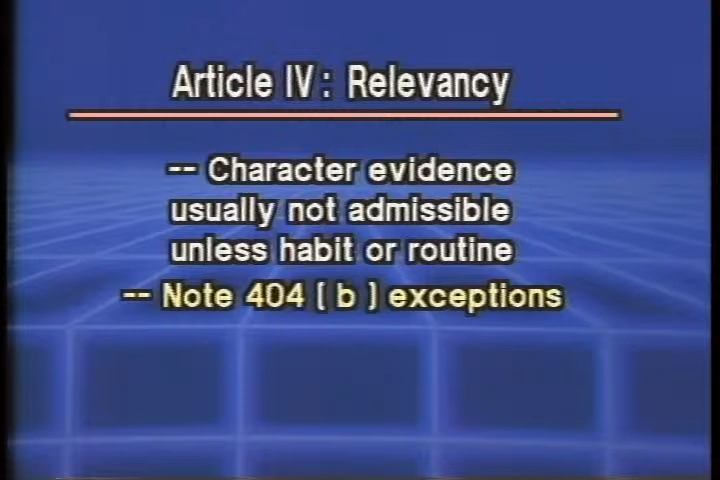 Article IV: Relevancy
-- Character evidence
usually not admissible
unless habit or routine
-- Note 404 ( b ) exceptions